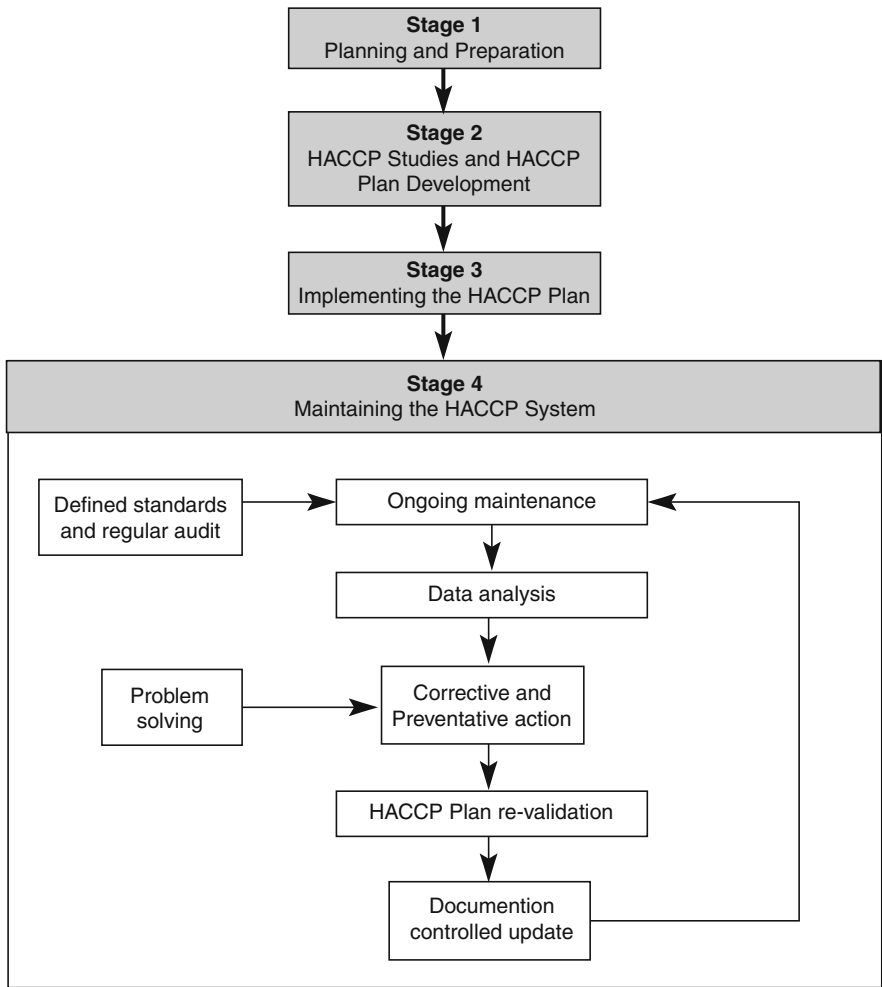 Stage 1
Planning and Preparation
Stage 2
HACCP Studies and HACCP
Plan Development
Stage 3
Implementing the HACCP Plan
Stage 4
Maintaining the HACCP System
Defined standards
and regular audit
Ongoing maintenance
Data analysis
Problem
solving
Corrective and
Preventative action
HACCP Plan re-validation
Documention
controlled update